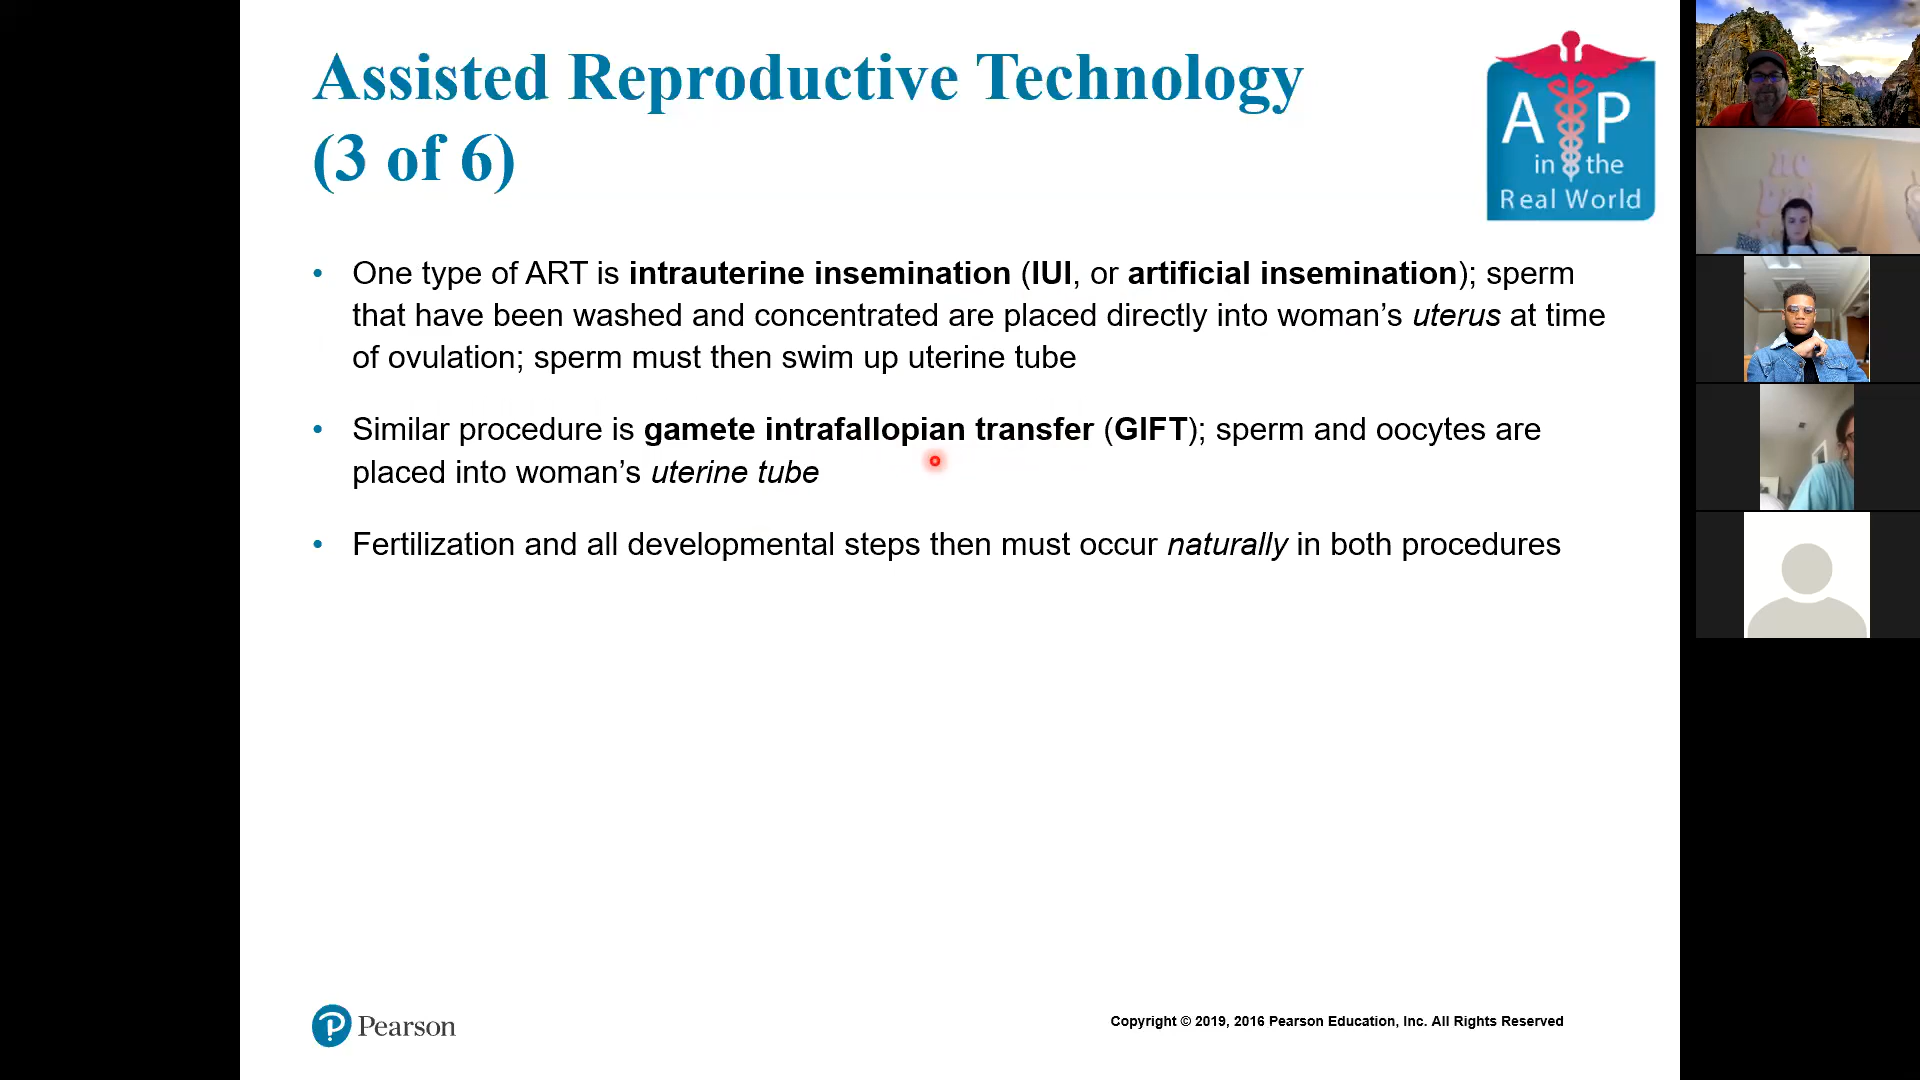 Assisted Reproductive Technology
(3 of 6)
A P
in the
Real World
• One type of ART is intrauterine insemination (IUI, or artificial insemination); sperm
that have been washed and concentrated are placed directly into woman’s uterus at time
of ovulation; sperm must then swim up uterine tube
• Similar procedure is gamete intrafallopian transfer (GIFT); sperm and oocytes are
placed into woman’s uterine tube
• Fertilization and all developmental steps then must occur naturally in both procedures
Pearson
Copyright © 2019, 2016 Pearson Education, Inc. All Rights Reserved